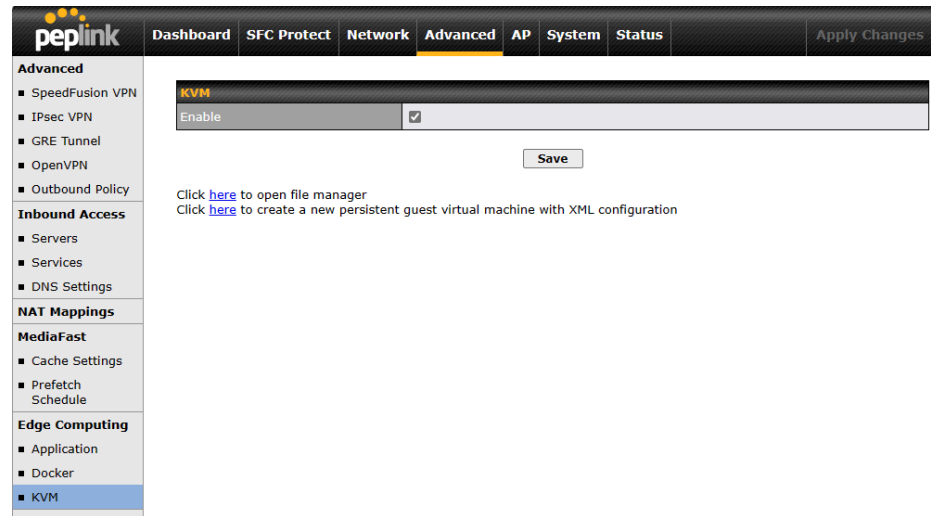 peplink
Dashboard SFC Protect Network Advanced AP System Status Apply Changes
Advanced
SpeedFusion VPN
IPsec VPN
GRE Tunnel
OpenVPN
Outbound Policy
Inbound Access
Servers
Services
DNS Settings
NAT Mappings
MediaFast
Cache Settings
Prefetch
Schedule
Edge Computing
Application
Docker
KVM
KVM
Enable
Save
Click here to open file manager
Click here to create a new persistent guest virtual machine with XML configuration